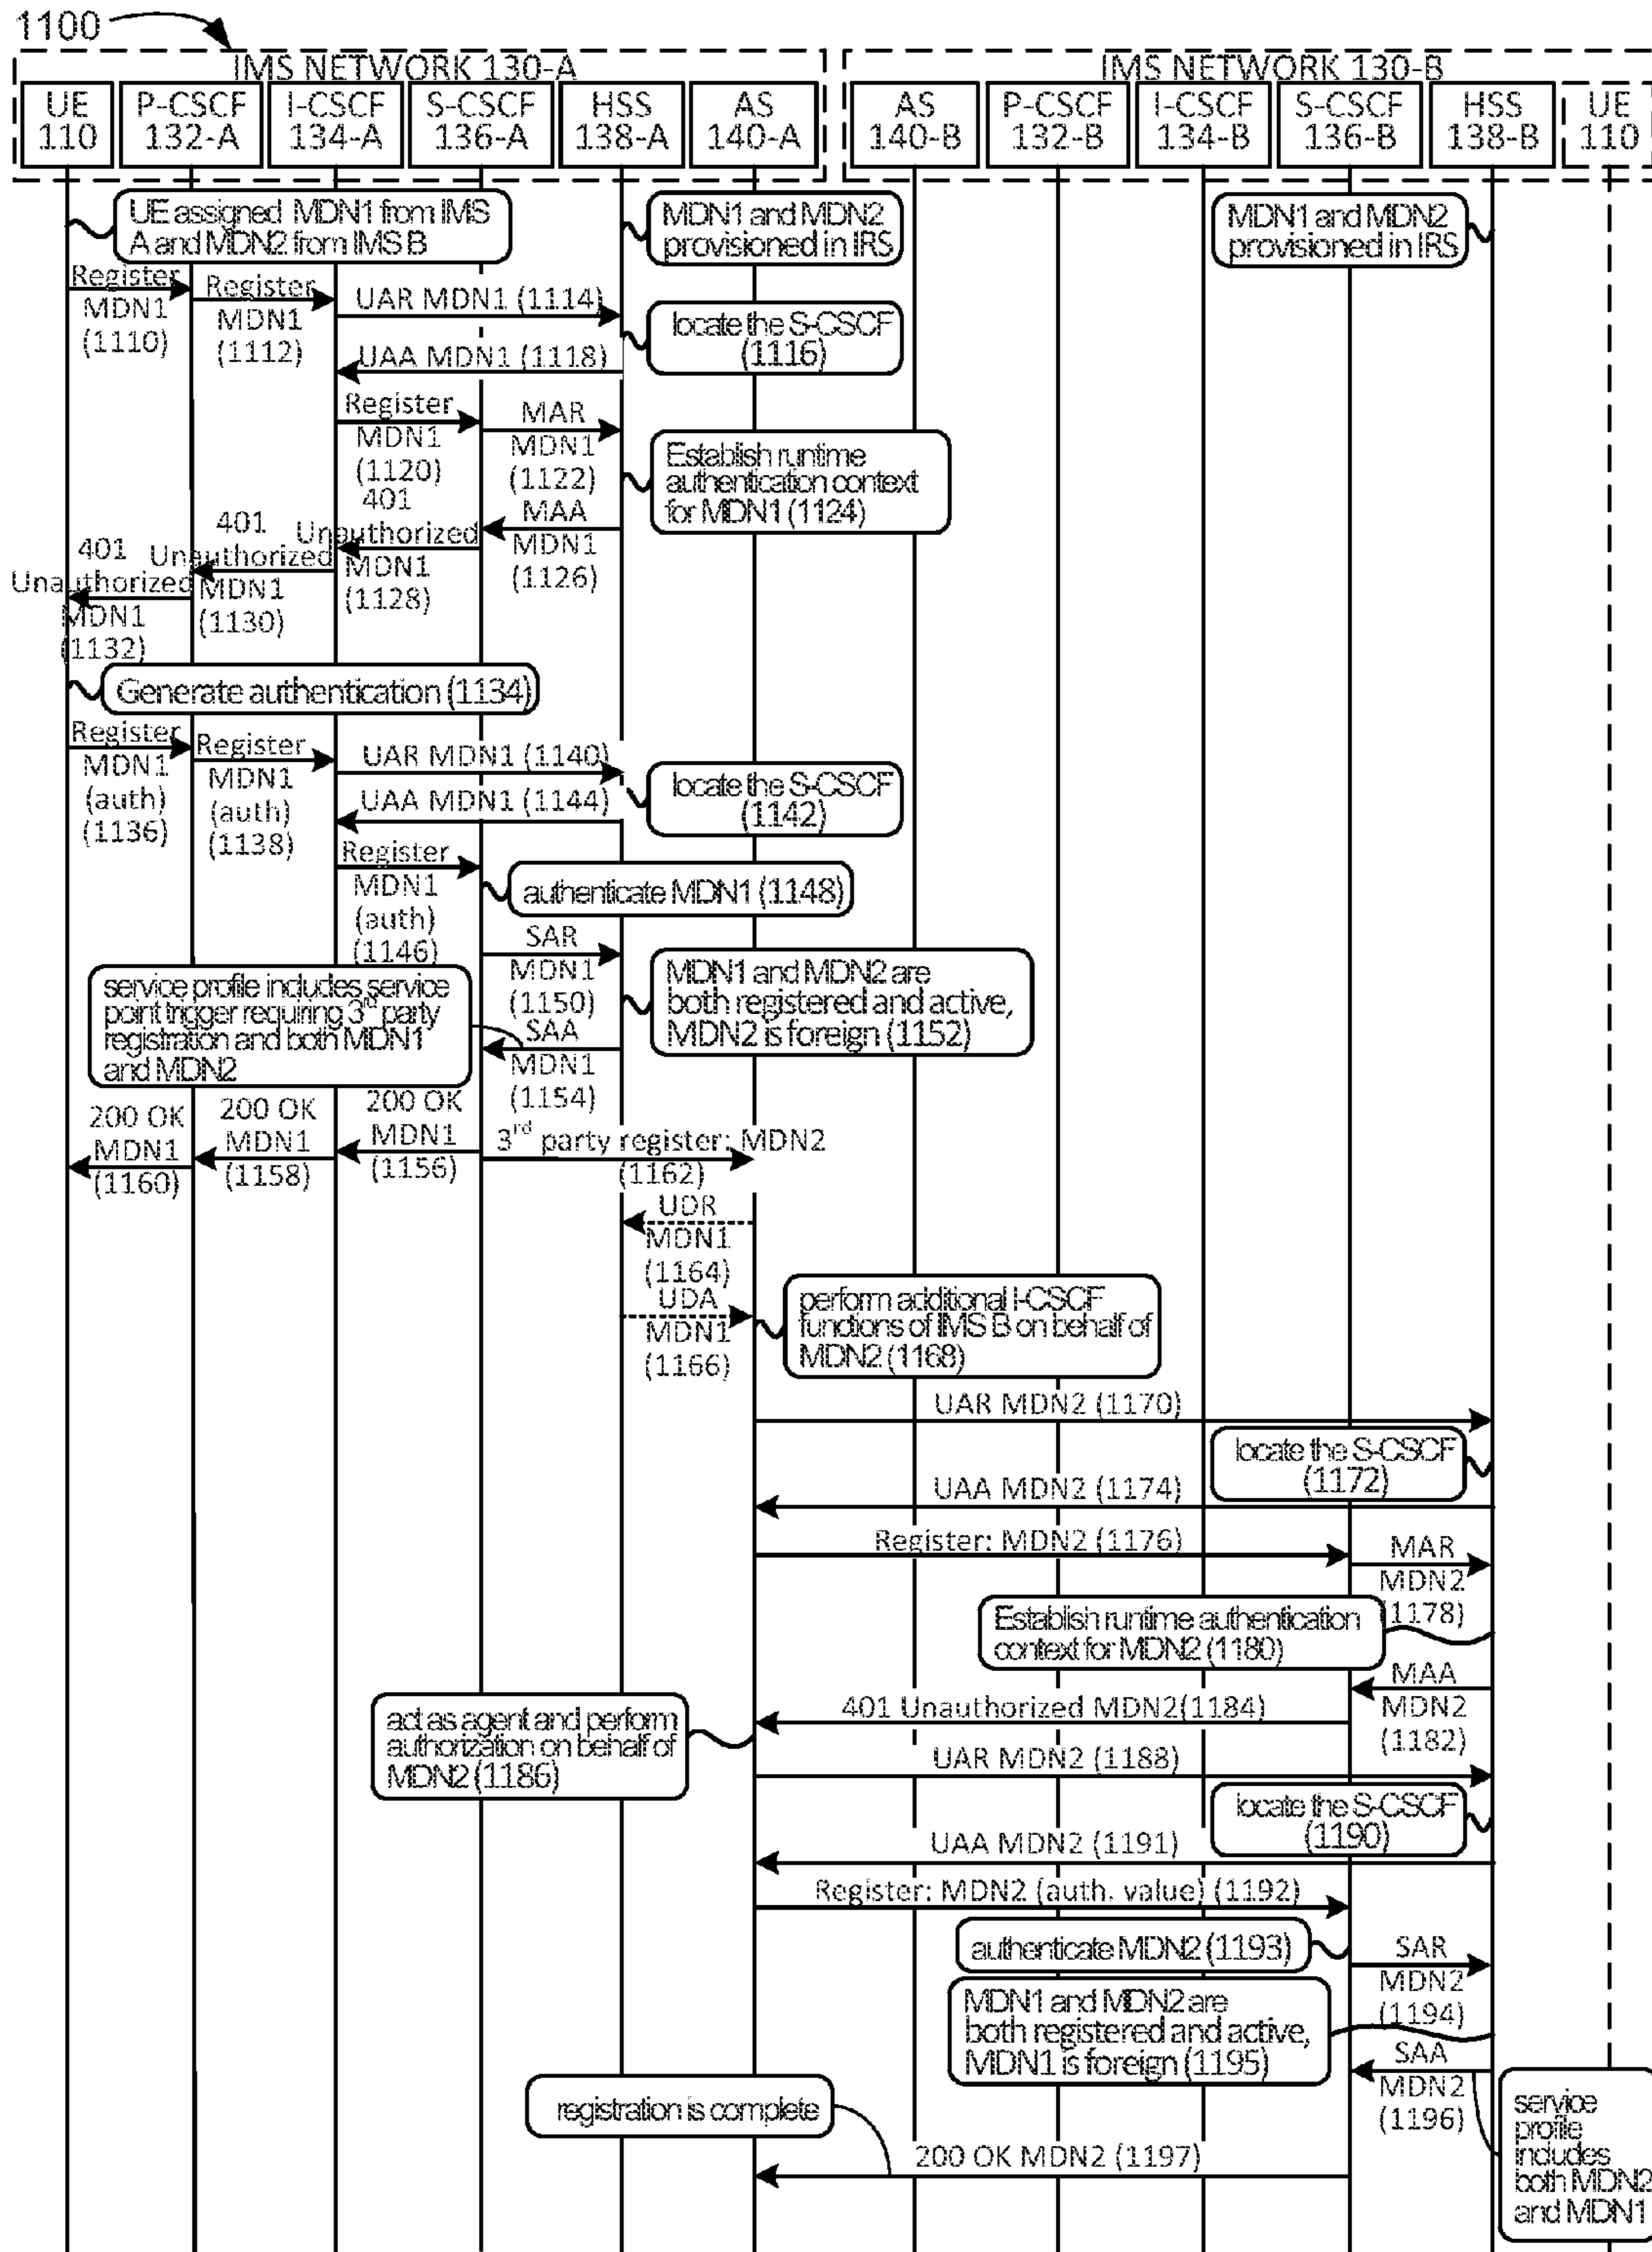 1100
IMS NETWORK 130-A
IMS NETWORK 130-B
UE
110
P-CSCF
132-A
I-CSCF
134-A
S-CSCF
136-A
HSS
138-A
AS
140-A
AS
140-B
P-CSCF
132-B
I-CSCF
134-B
S-CSCF
136-B
HSS
138-B
UE
110
UE assigned MDN1 from IMS
A and MDN2 from IMS B
MDN1 and MDN2
provisioned in IRS
MDN1 and MDN2
provisioned in IRS
Register
MDN1
(1110)
Register
MDN1
(1112)
UAR MDN1 (1114)
locate the S-CSCF
(1116)
UAA MDN1 (1118)
Register
MDN1
(1120)
MAR
MDN1
(1122)
Establish runtime
authentication context
for MDN1 (1124)
MAA
MDN1
(1126)
401
Unauthorized
MDN1
(1128)
401
Unauthorized
MDN1
(1130)
401
Unauthorized
MDN1
(1132)
Generate authentication (1134)
Register
MDN1
(auth)
(1136)
Register
MDN1
(auth)
(1138)
UAR MDN1 (1140)
locate the S-CSCF
(1142)
UAA MDN1 (1144)
Register
MDN1
(auth)
(1146)
authenticate MDN1 (1148)
SAR
MDN1
(1150)
MDN1 and MDN2 are
both registered and active,
MDN2 is foreign (1152)
service profile includes service
point trigger requiring 3rd party
registration and both MDN1
and MDN2
SAA
MDN1
(1154)
200 OK
MDN1
(1156)
200 OK
MDN1
(1158)
200 OK
MDN1
(1160)
3rd party register: MDN2
(1162)
UDR
MDN1
(1164)
UDA
MDN1
(1166)
perform additional I-CSCF
functions of IMS B on behalf of
MDN2 (1168)
UAR MDN2 (1170)
locate the S-CSCF
(1172)
UAA MDN2 (1174)
Register: MDN2 (1176)
MAR
MDN2
(1178)
Establish runtime authentication
context for MDN2 (1180)
MAA
MDN2
(1182)
401 Unauthorized MDN2(1184)
act as agent and perform
authorization on behalf of
MDN2 (1186)
UAR MDN2 (1188)
locate the S-CSCF
(1190)
UAA MDN2 (1191)
Register: MDN2 (auth. value) (1192)
authenticate MDN2 (1193)
SAR
MDN2
(1194)
MDN1 and MDN2 are
both registered and active,
MDN1 is foreign (1195)
SAA
MDN2
(1196)
service
profile
includes
both MDN2
and MDN1
registration is complete
200 OK MDN2 (1197)